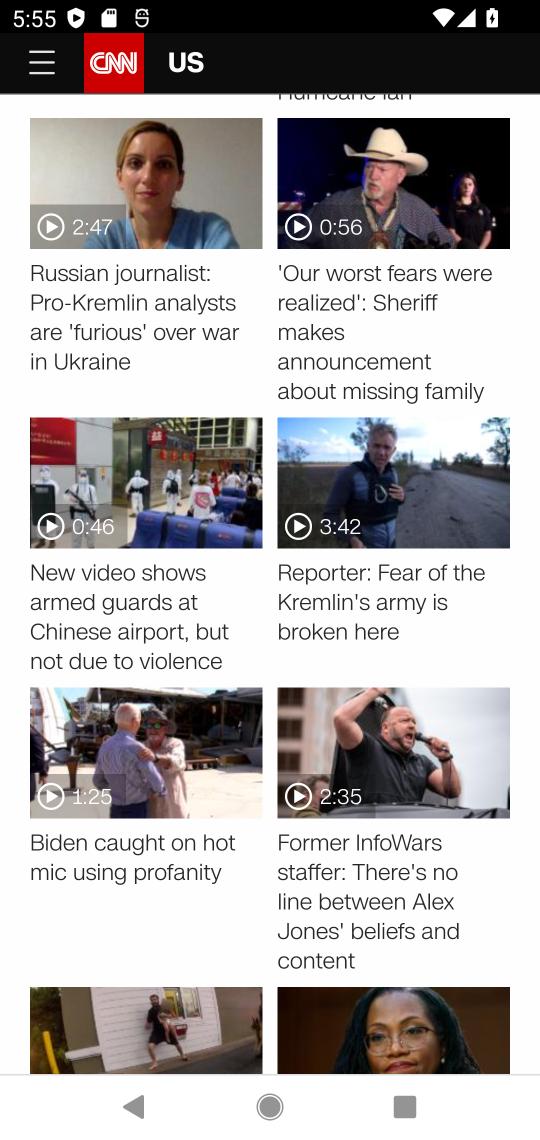 5:55
CNN US
Hurricane Ian
2:47
Russian journalist:
Pro-Kremlin analysts
are 'furious' over war
in Ukraine
0:56
'Our worst fears were
realized': Sheriff
makes
announcement
about missing family
0:46
New video shows
armed guards at
Chinese airport, but
not due to violence
3:42
Reporter: Fear of the
Kremlin's army is
broken here
1:25
Biden caught on hot
mic using profanity
2:35
Former InfoWars
staffer: There's no
line between Alex
Jones' beliefs and
content